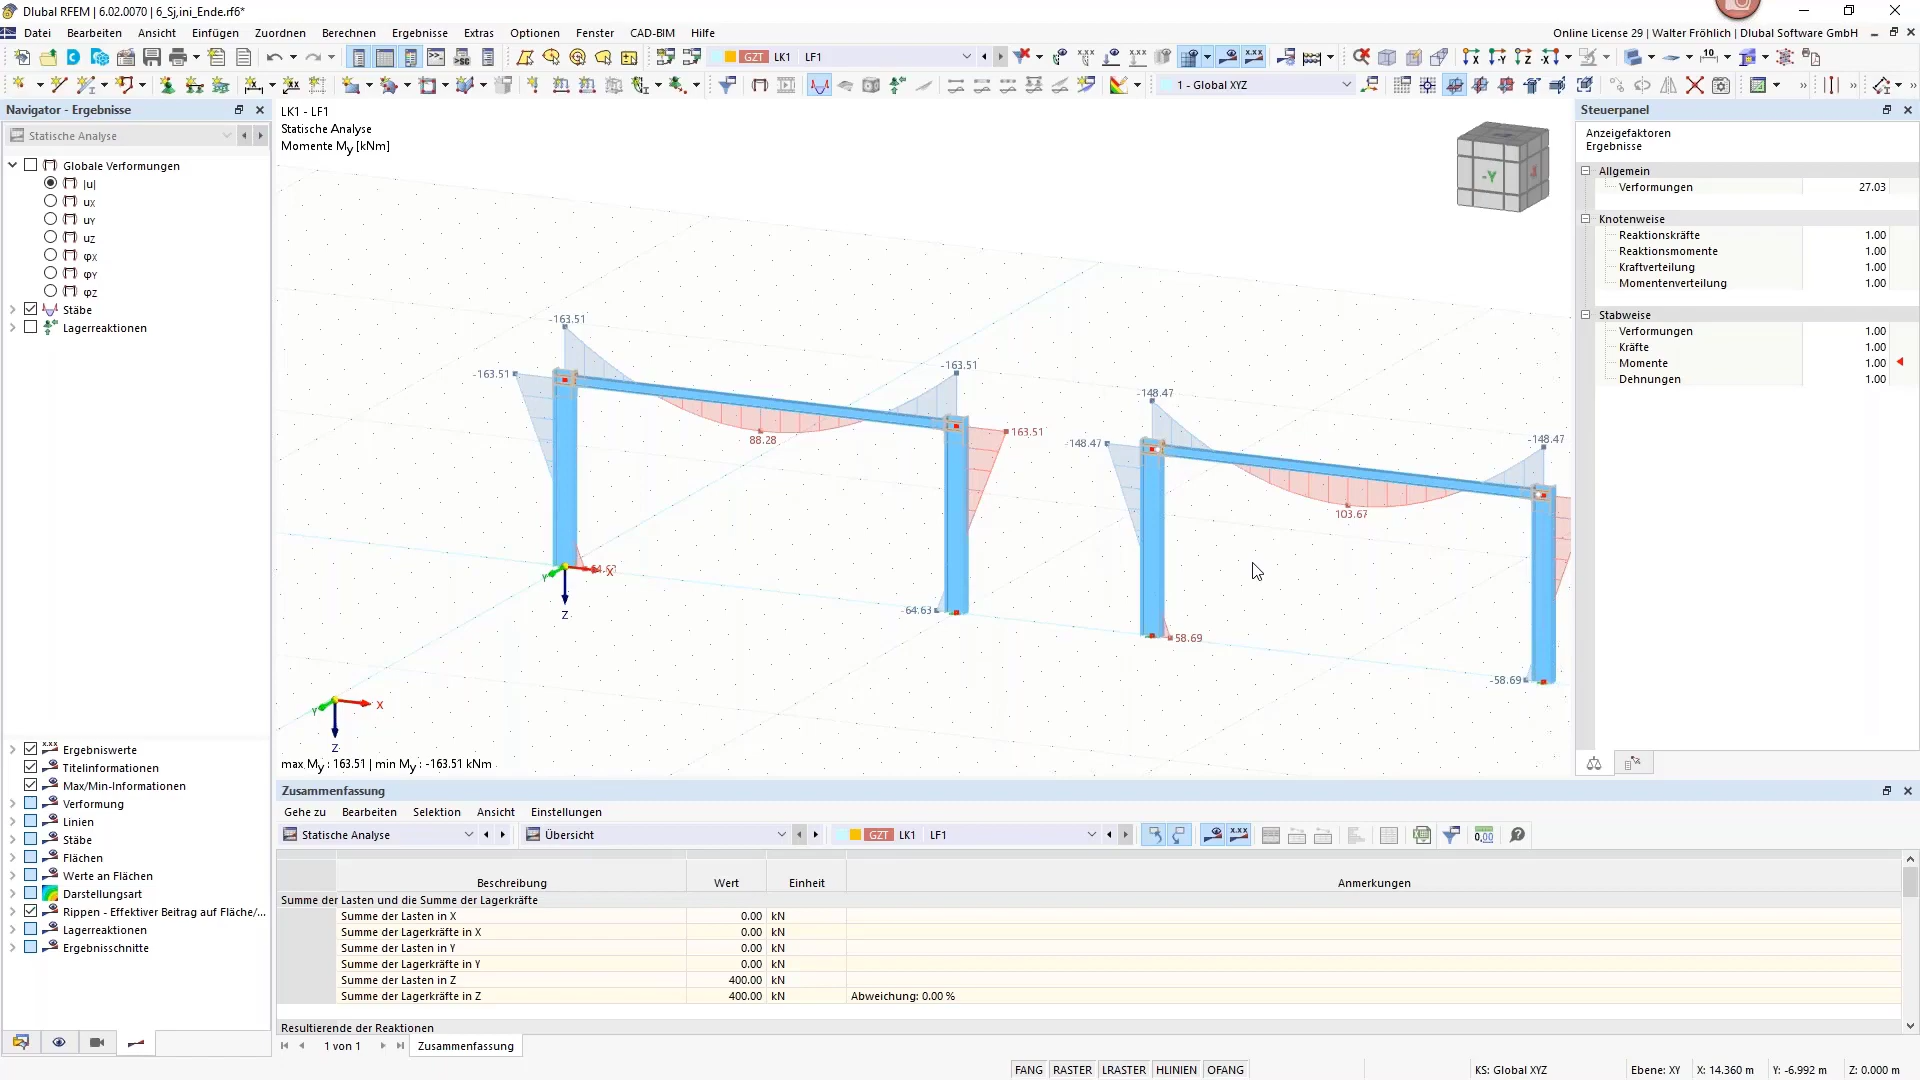 Dlubal RFEM | 6.02.0070 | 6_Sj,ini_Ende.rf6*
Datei Bearbeiten Ansicht Einfügen Zuordnen Berechnen Ergebnisse Extras Optionen Fenster CAD-BIM Hilfe
Online License 29 | Walter Fröhlich | Dlubal Software GmbH
GZT LK1 LF1
1 - Global XYZ
Navigator - Ergebnisse
Statische Analyse
Globale Verformungen
|u|
uX
uY
uZ
φX
φY
φZ
Stäbe
Lagerreaktionen
Ergebniswerte
Titelinformationen
Max/Min-Informationen
Verformung
Linien
Stäbe
Flächen
Werte an Flächen
Darstellungsart
Rippen - Effektiver Beitrag auf Fläche/...
Lagerreaktionen
Ergebnisschnitte
LK1 - LF1
Statische Analyse
Momente My [kNm]
-Y
-163.51
-163.51
-163.51
88.28
163.51
-64.63
X
Y
Z
-148.47
-148.47
-148.47
103.67
58.69
-58.69
X
Y
Z
max My : 163.51 | min My : -163.51 kNm
Steuerpanel
Anzeigefaktoren
Ergebnisse
Allgemein
Verformungen 27.03
Knotenweise
Reaktionskräfte 1.00
Reaktionsmomente 1.00
Kraftverteilung 1.00
Momentenverteilung 1.00
Stabweise
Verformungen 1.00
Kräfte 1.00
Momente 1.00
Dehnungen 1.00
Zusammenfassung
Gehe zu Bearbeiten Selektion Ansicht Einstellungen
Statische Analyse Übersicht GZT LK1 LF1
Beschreibung Wert Einheit Anmerkungen
Summe der Lasten und die Summe der Lagerkräfte
Summe der Lasten in X 0.00 kN
Summe der Lagerkräfte in X 0.00 kN
Summe der Lasten in Y 0.00 kN
Summe der Lagerkräfte in Y 0.00 kN
Summe der Lasten in Z 400.00 kN
Summe der Lagerkräfte in Z 400.00 kN Abweichung: 0.00 %
Resultierende der Reaktionen
1 von 1 Zusammenfassung
FANG RASTER LRASTER HLINIEN OFANG
KS: Global XYZ Ebene: XY X: 14.360 m Y: -6.992 m Z: 0.000 m